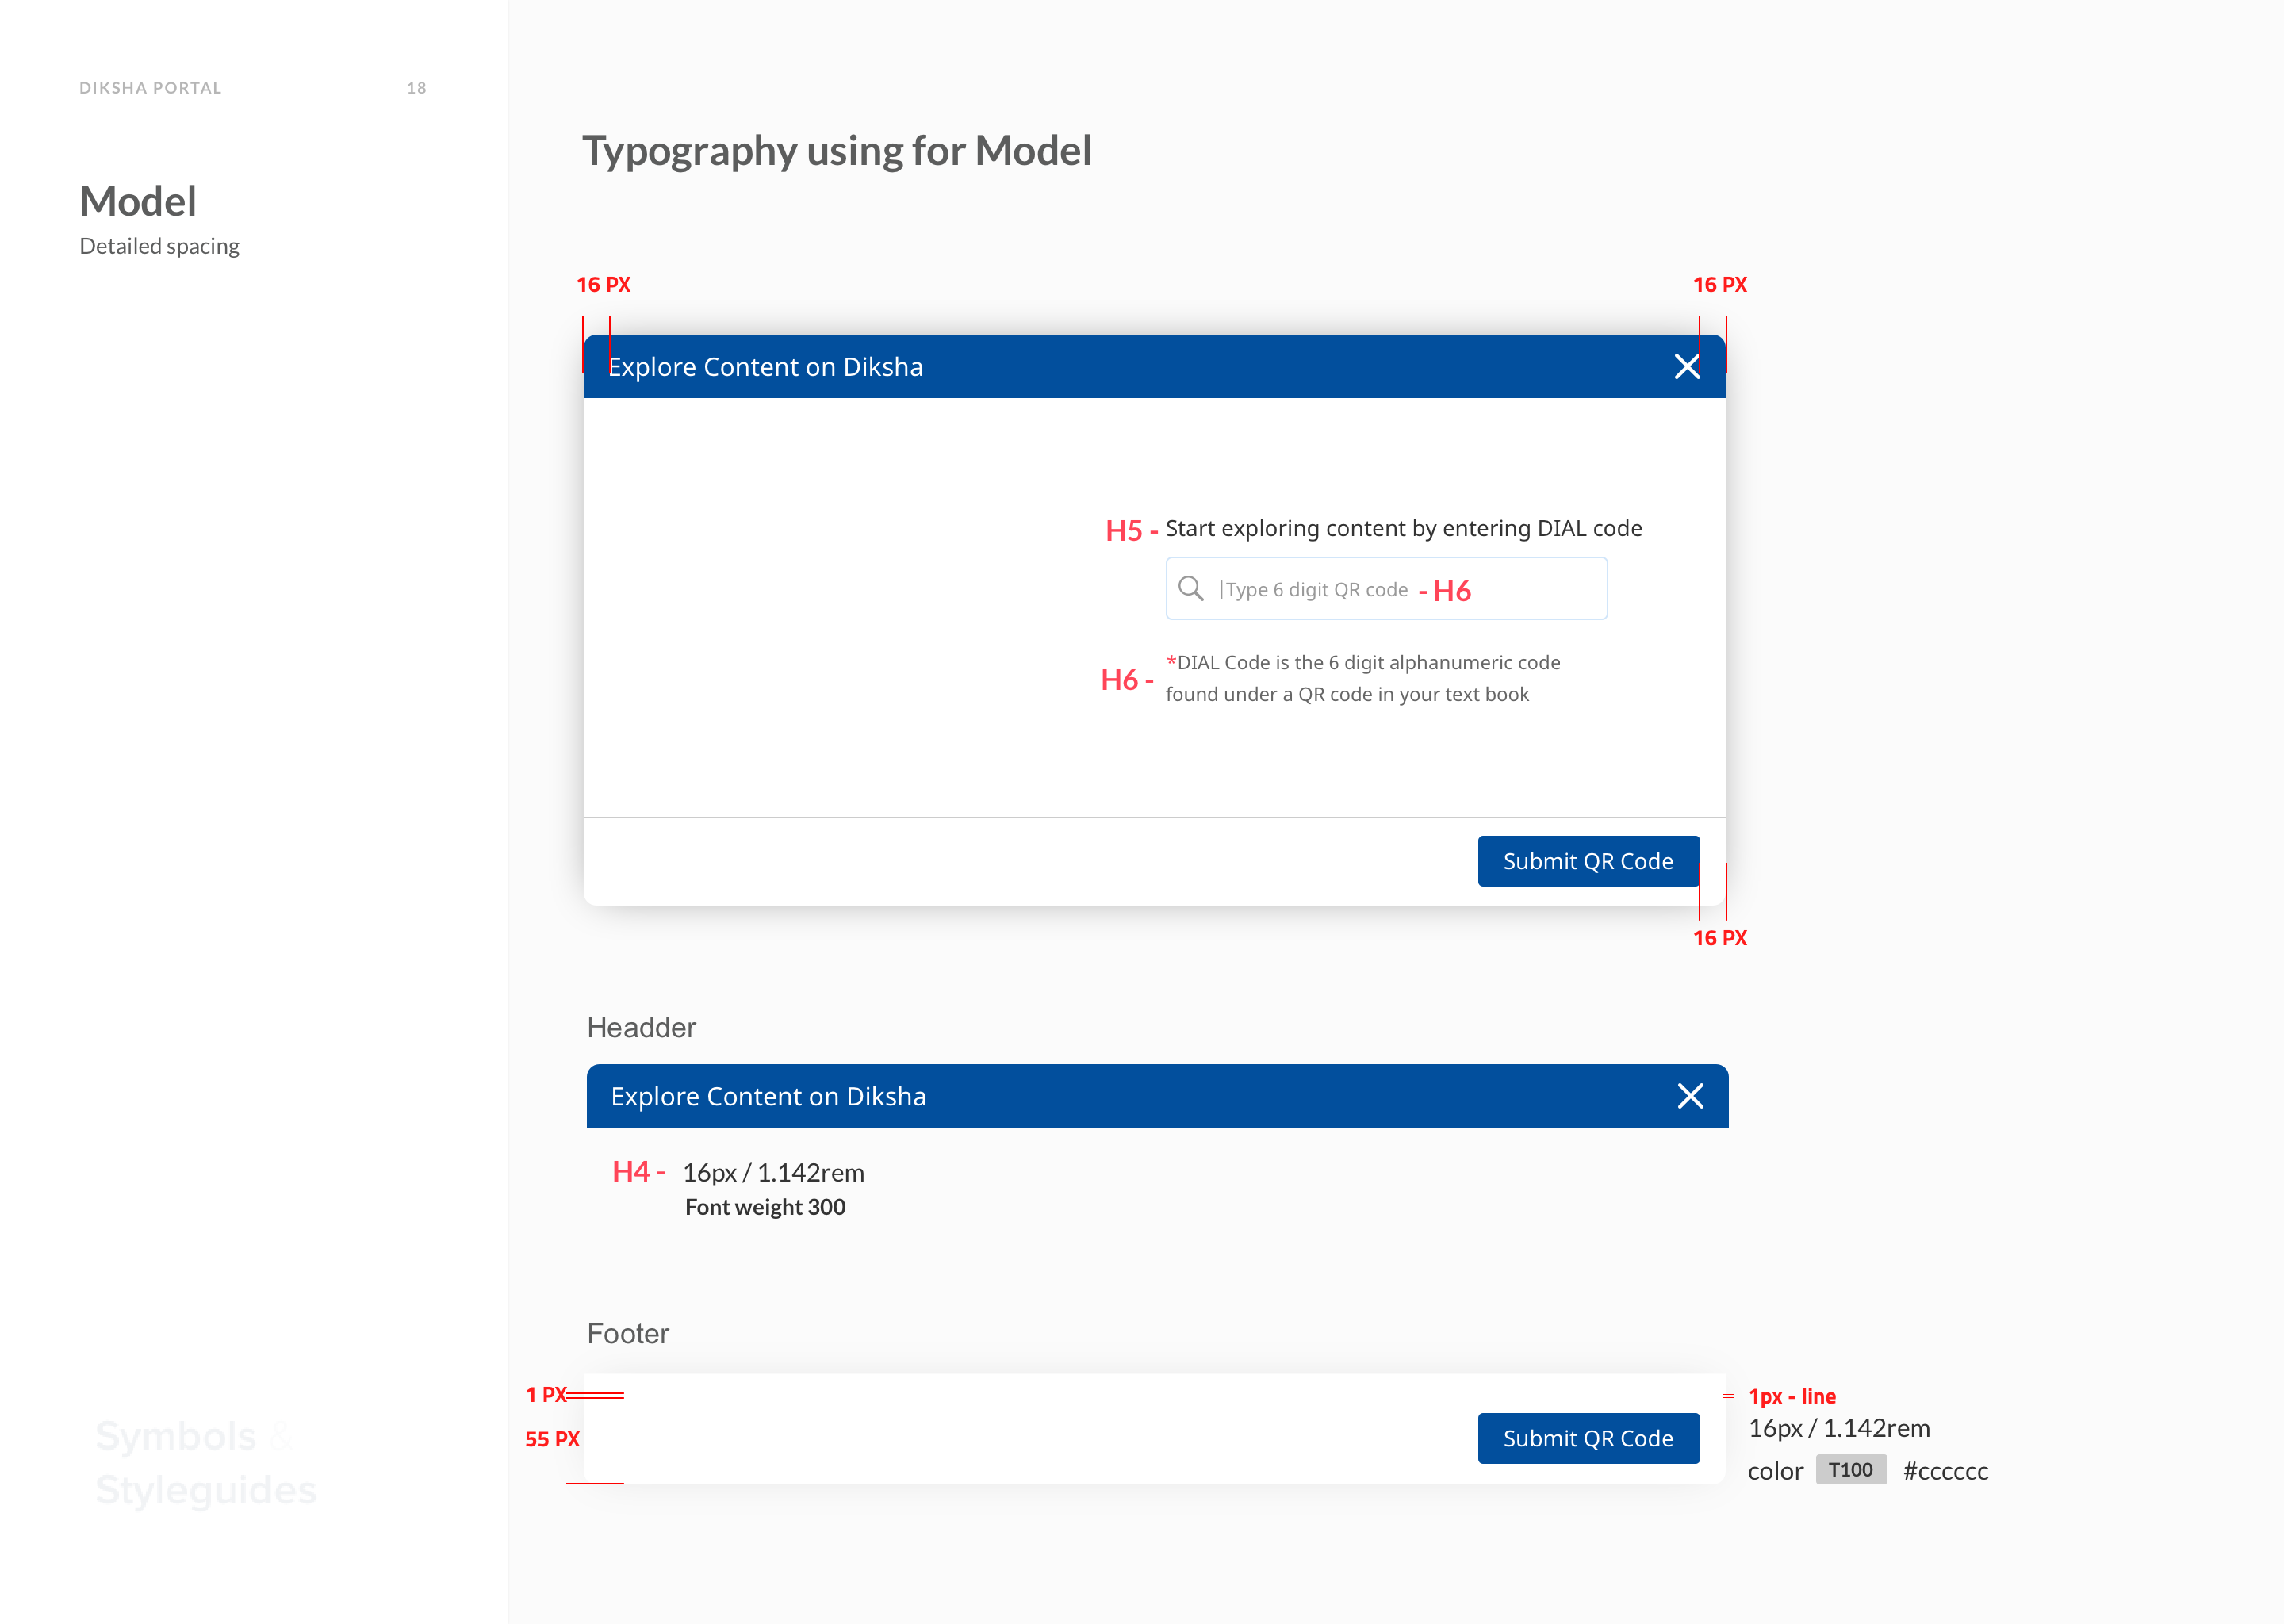 DIKSHA PORTAL 18
Model
Detailed spacing
Typography using for Model
16 PX 16 PX
Explore Content on Diksha
H5 - Start exploring content by entering DIAL code
|Type 6 digit QR code - H6
H6 - *DIAL Code is the 6 digit alphanumeric code
found under a QR code in your text book
Submit QR Code
16 PX
Headder
Explore Content on Diksha
H4 - 16px / 1.142rem
Font weight 300
Footer
1 PX 1px - line
55 PX Submit QR Code 16px / 1.142rem
color T100 #cccccc
Symbols &
Styleguides